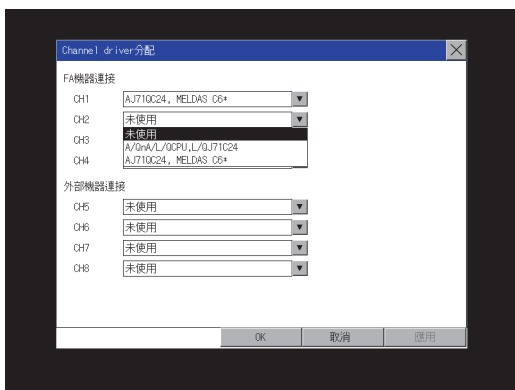 Channel driver分配
FA機器連接
CH1 AJ71QC24, MELDAS C6*
CH2 未使用
未使用
CH3 A/QnA/L/QCPU,L/QJ71C24
CH4 AJ71QC24, MELDAS C6*
外部機器連接
CH5 未使用
CH6 未使用
CH7 未使用
CH8 未使用
OK 取消 應用